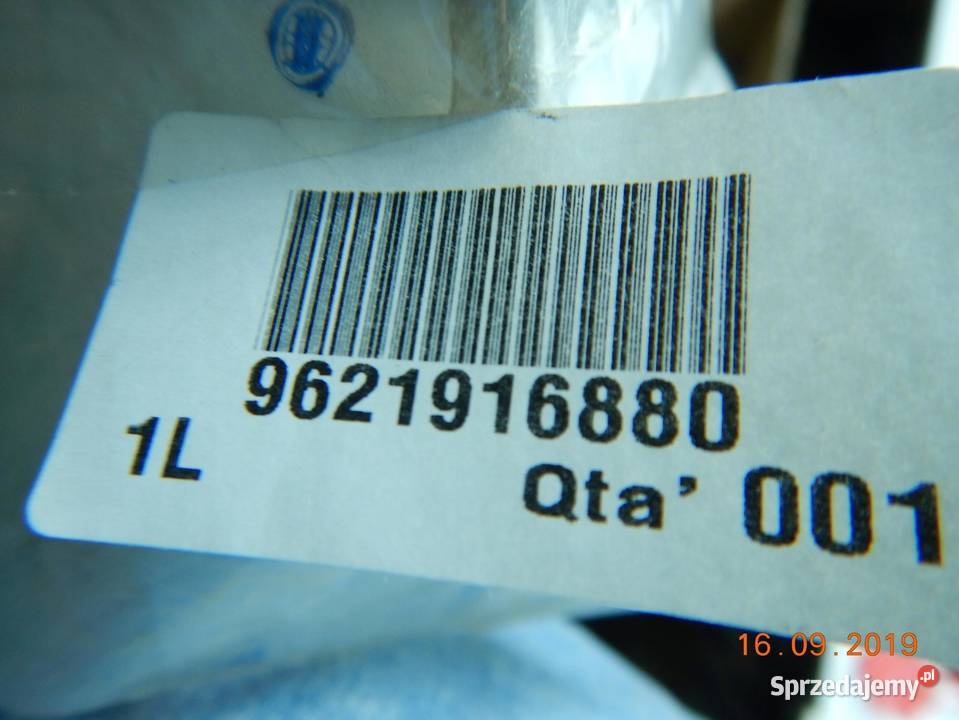 9621916880
1L
Qta' 001
16.09.2019
Sprzedajemy.pl